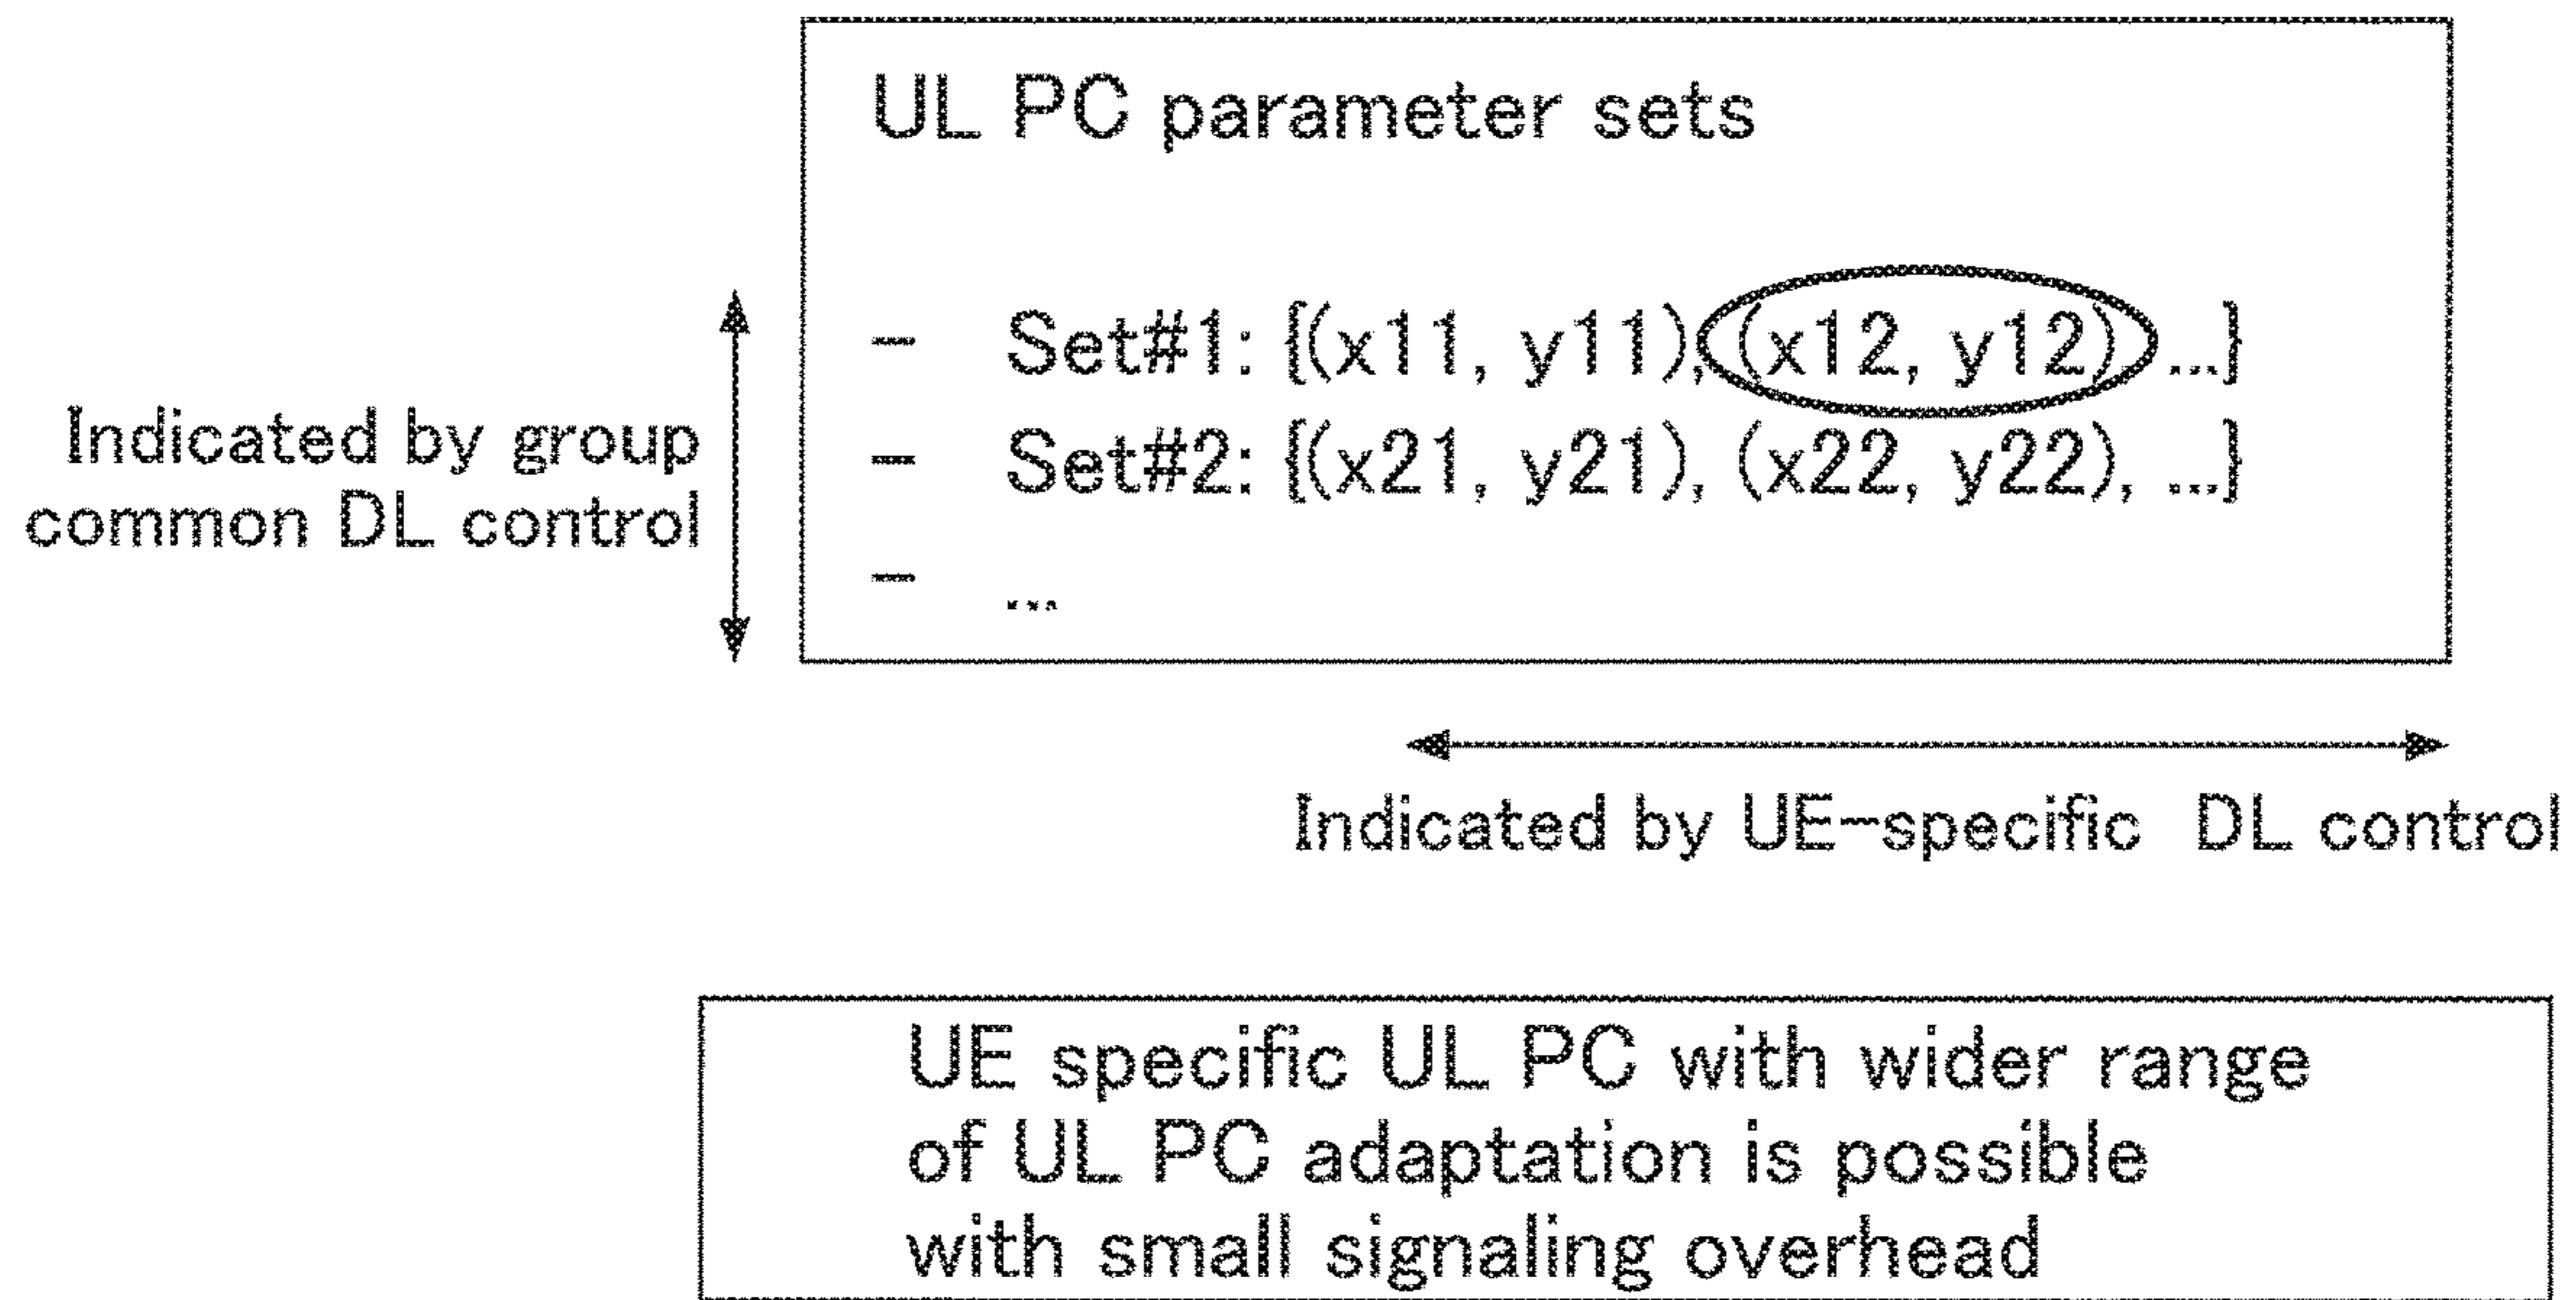 UL PC parameter sets
- Set#1: {(x11, y11), (x12, y12), ...}
- Set#2: {(x21, y21), (x22, y22), ...}
- ...
Indicated by group
common DL control
Indicated by UE-specific DL control
UE specific UL PC with wider range
of UL PC adaptation is possible
with small signaling overhead